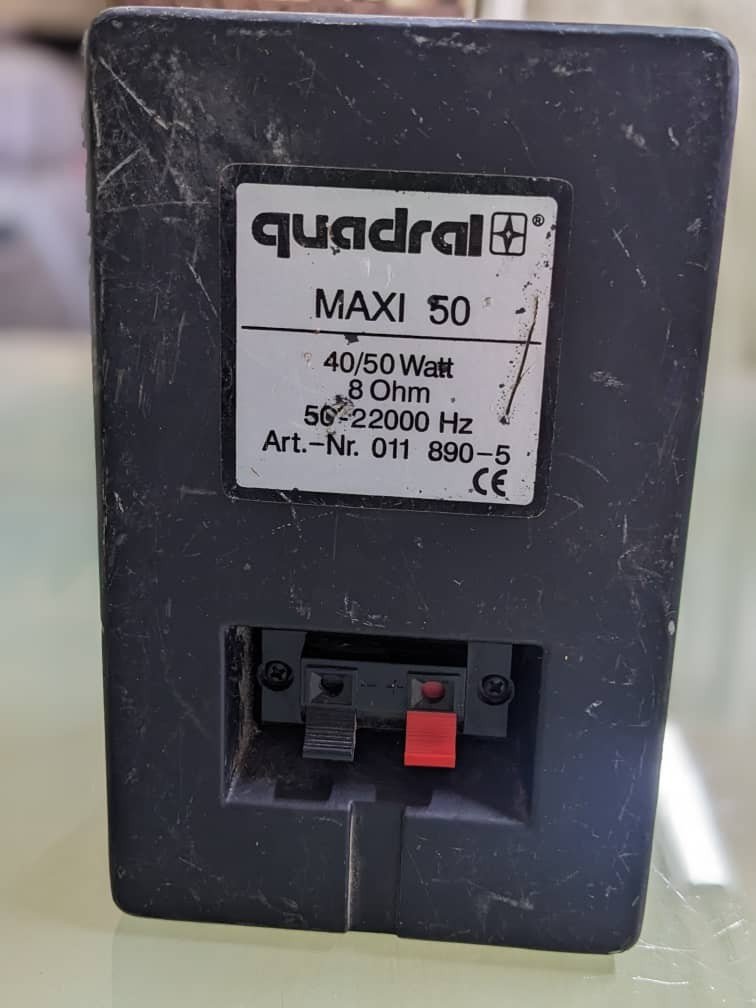 quadral®
MAXI 50
40/50 Watt
8 Ohm
50-22000 Hz
Art.-Nr. 011 890-5
CE
- +